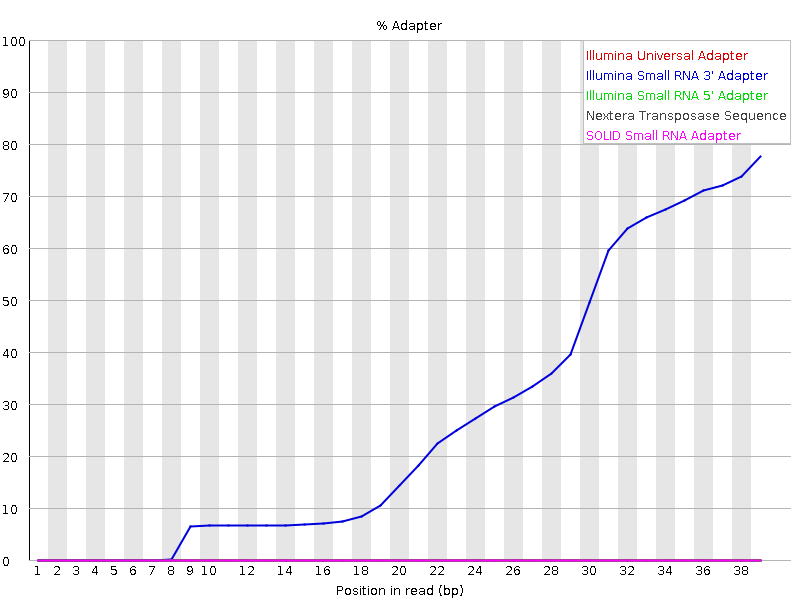 % Adapter
100
90
80
70
60
50
40
30
20
10
0
Illumina Universal Adapter
Illumina Small RNA 3' Adapter
Illumina Small RNA 5' Adapter
Nextera Transposase Sequence
SOLID Small RNA Adapter
1 2 3 4 5 6 7 8 9 10 12 14 16 18 20 22 24 26 28 30 32 34 36 38
Position in read (bp)